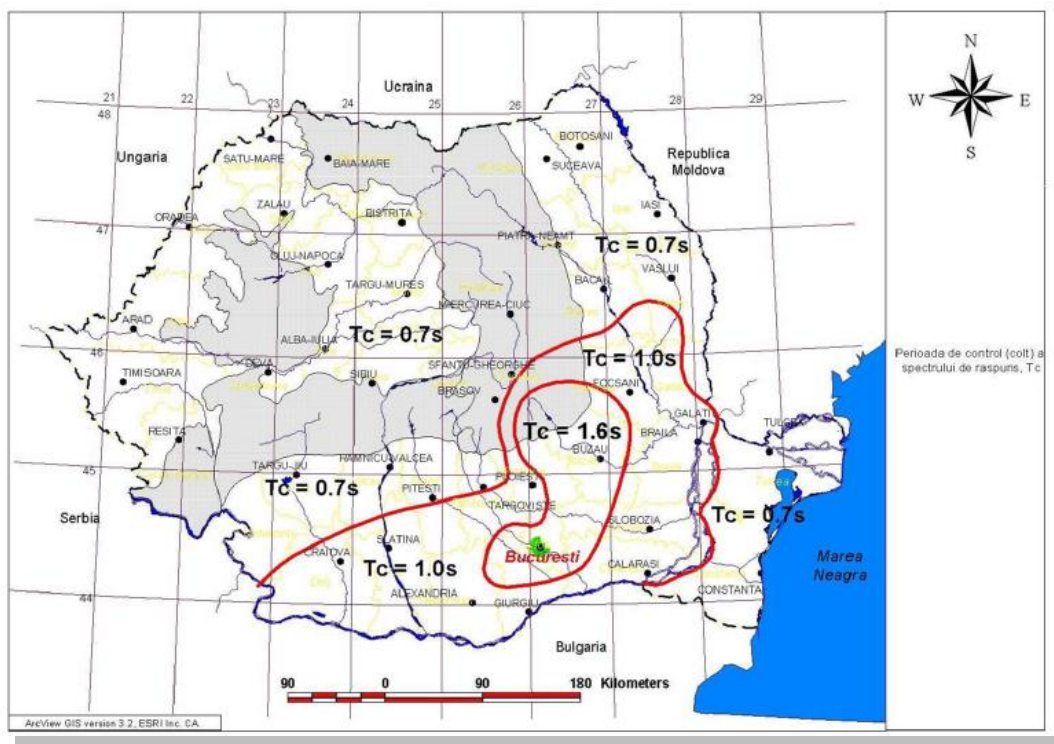 N
W E
S
Ucraina
21 22 23 24 25 26 27 28 29
48
47
46
45
44
Ungaria
Republica
Moldova
BOTOSANI
SATU-MARE
BAIA-MARE
SUCEAVA
ZALAU
BISTRITA
IASI
ORADEA
PIATRA-NEAMT
Tc = 0.7s
CLUJ-NAPOCA
VASLUI
TARGU-MURES
BACAU
MIERCUREA-CIUC
ARAD
ALBA-IULIA
Tc = 0.7s
Tc = 1.0s
Perioada de control (colt) a
spectrului de raspuns, Tc
DEVA
SFANTU-GHEORGHE
TIMISOARA
SIBIU
BRASOV
FOCSANI
GALATI
RESITA
Tc = 1.6s
BRAILA
BUZAU
TARGU-JIU
RAMNICU-VALCEA
Tc = 0.7s
PITESTI
PLOIESTI
TARGOVISTE
Serbia
SLOBOZIA
Tc = 0.7s
SLATINA
CRAIOVA
Bucuresti
Tc = 1.0s
CALARASI
Marea
Neagra
ALEXANDRIA
GIURGIU
CONSTANTA
Bulgaria
90 0 90 180 Kilometers
ArcView GIS version 3.2, ESRI Inc. CA